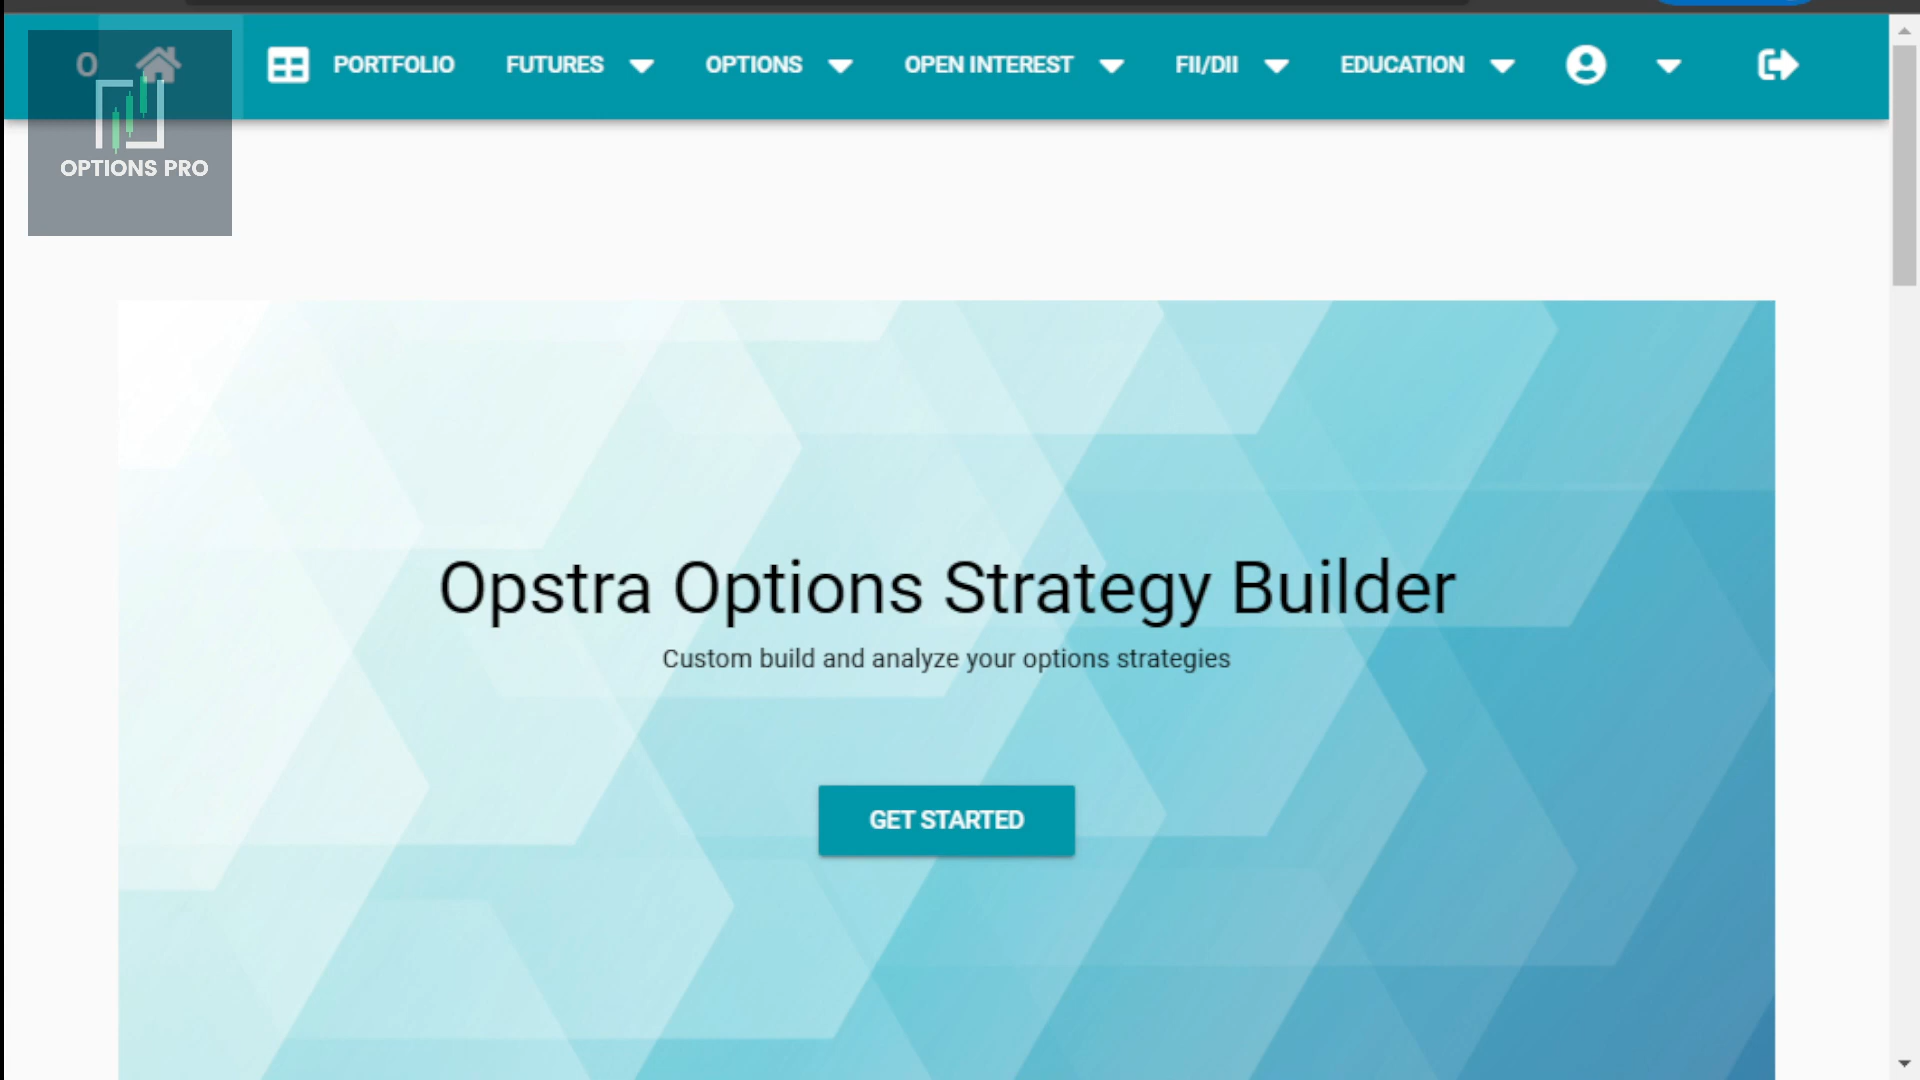 O PORTFOLIO FUTURES OPTIONS OPEN INTEREST FII/DII EDUCATION
OPTIONS PRO
Opstra Options Strategy Builder
Custom build and analyze your options strategies
GET STARTED